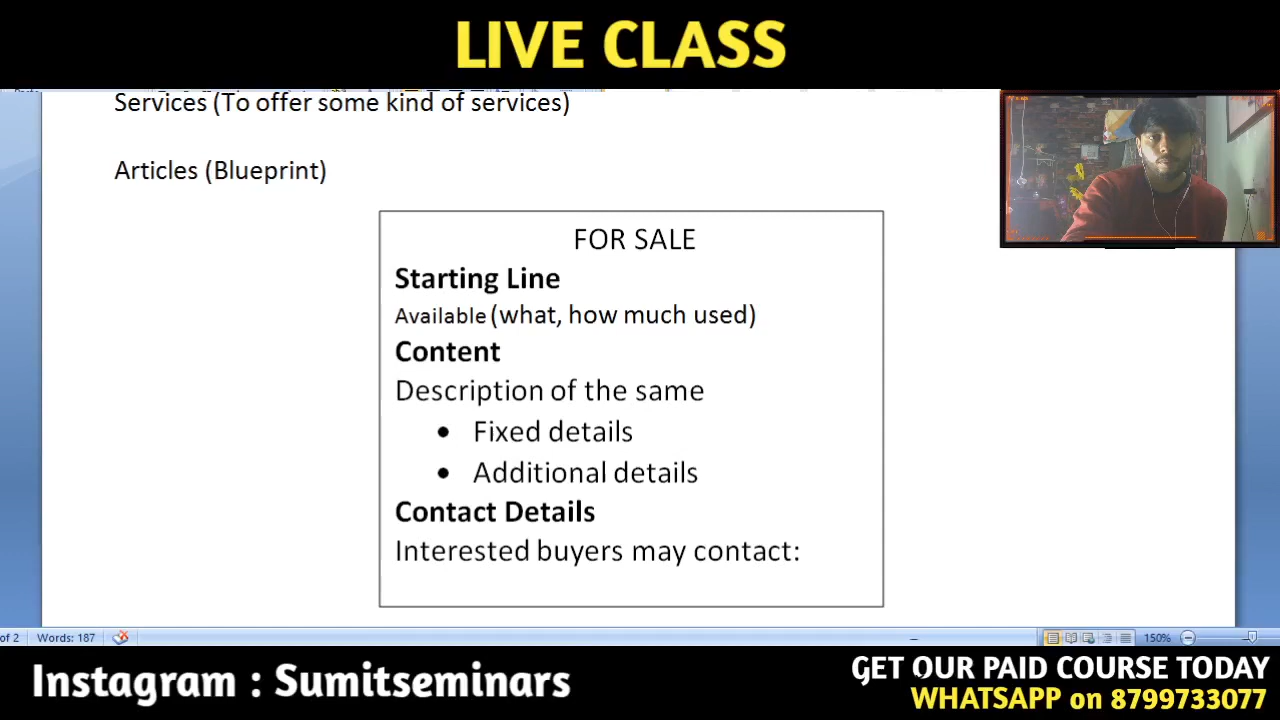 LIVE CLASS
Services (To offer some kind of services)
Articles (Blueprint)
FOR SALE
Starting Line
Available (what, how much used)
Content
Description of the same
• Fixed details
• Additional details
Contact Details
Interested buyers may contact:
of 2 Words: 187 150%
Instagram : Sumitseminars
GET OUR PAID COURSE TODAY
WHATSAPP on 8799733077